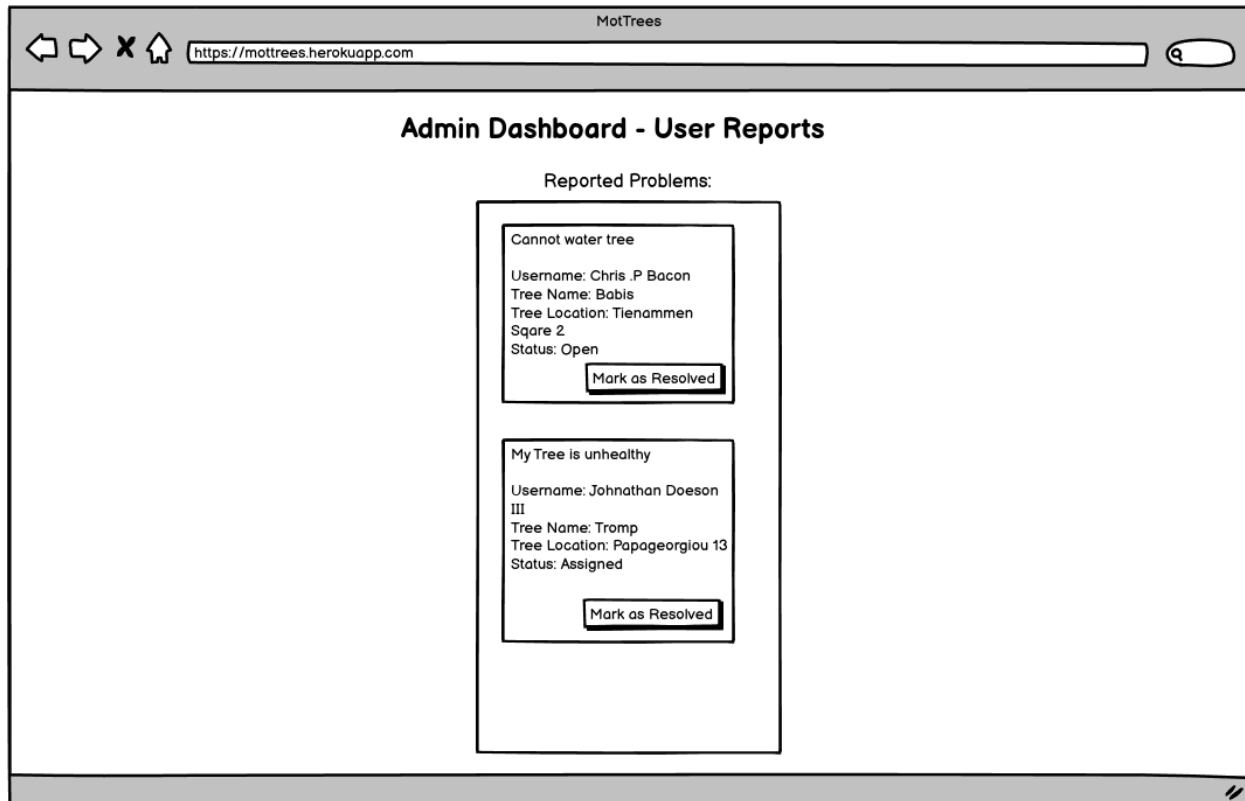 MotTrees
https://mottrees.herokuapp.com
Admin Dashboard - User Reports
Reported Problems:
Cannot water tree
Username: Chris .P Bacon
Tree Name: Babis
Tree Location: Tienammen
Sqare 2
Status: Open
Mark as Resolved
My Tree is unhealthy
Username: Johnathan Doeson
III
Tree Name: Tromp
Tree Location: Papageorgiou 13
Status: Assigned
Mark as Resolved